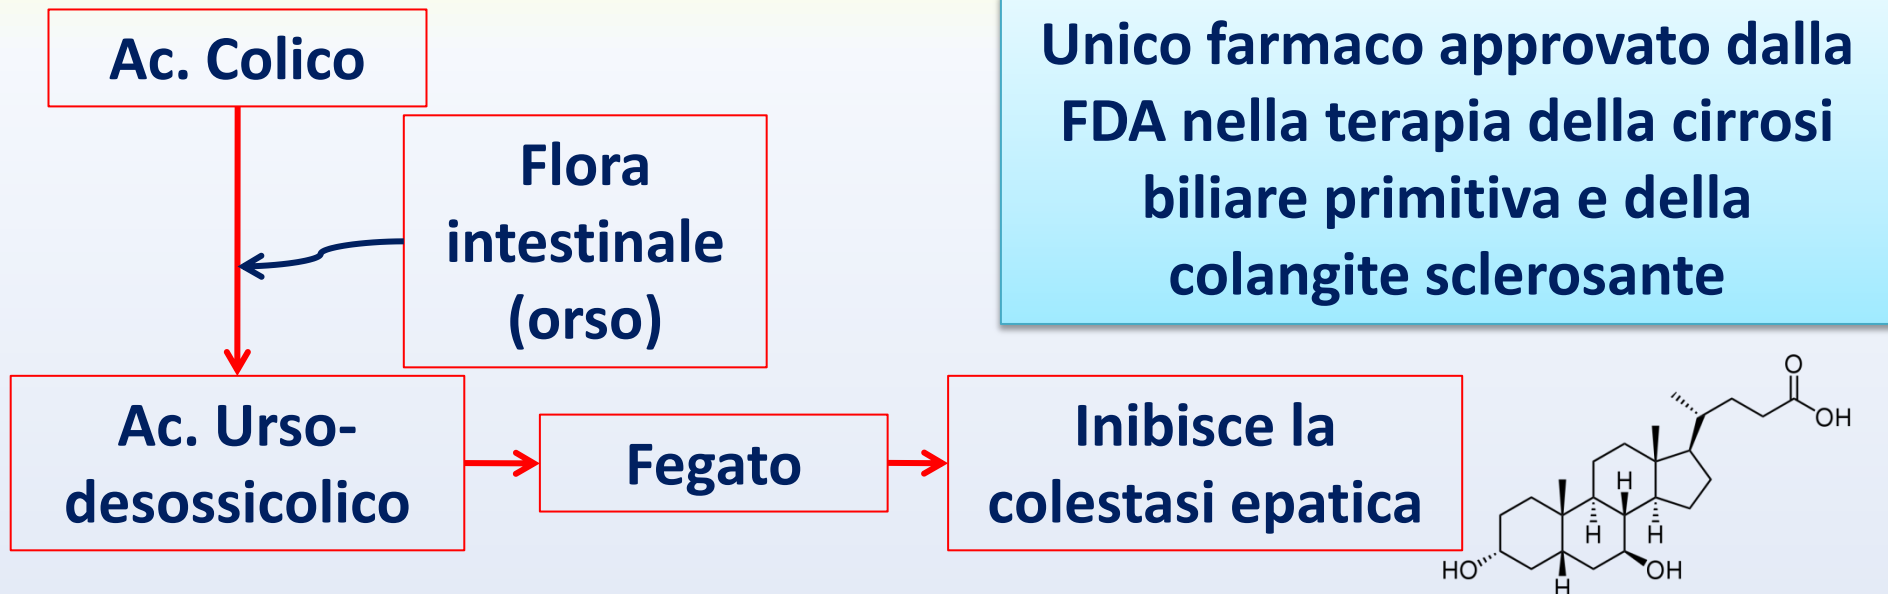 Ac. Colico
Flora
intestinale
(orso)
Unico farmaco approvato dalla
FDA nella terapia della cirrosi
biliare primitiva e della
colangite sclerosante
Ac. Urso-
desossicolico
Fegato
Inibisce la
colestasi epatica
O
OH
H
H
H
HO
OH
H